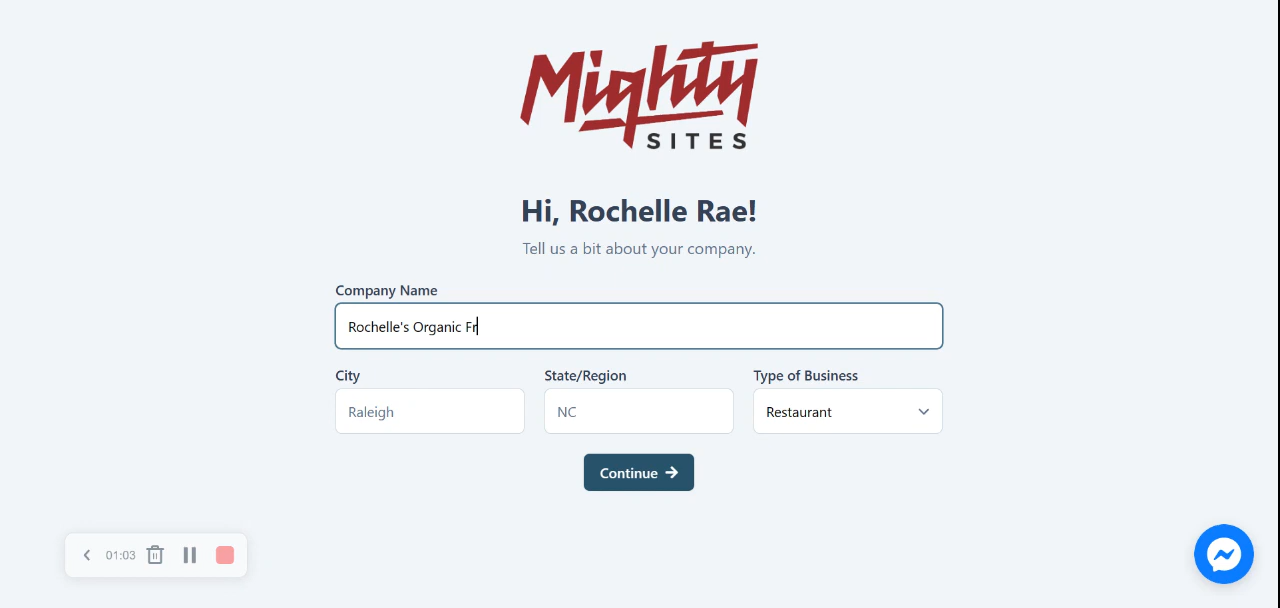 Mighty
SITES
Hi, Rochelle Rae!
Tell us a bit about your company.
Company Name
Rochelle's Organic Fr
City State/Region Type of Business
Raleigh NC Restaurant
Continue
01:03